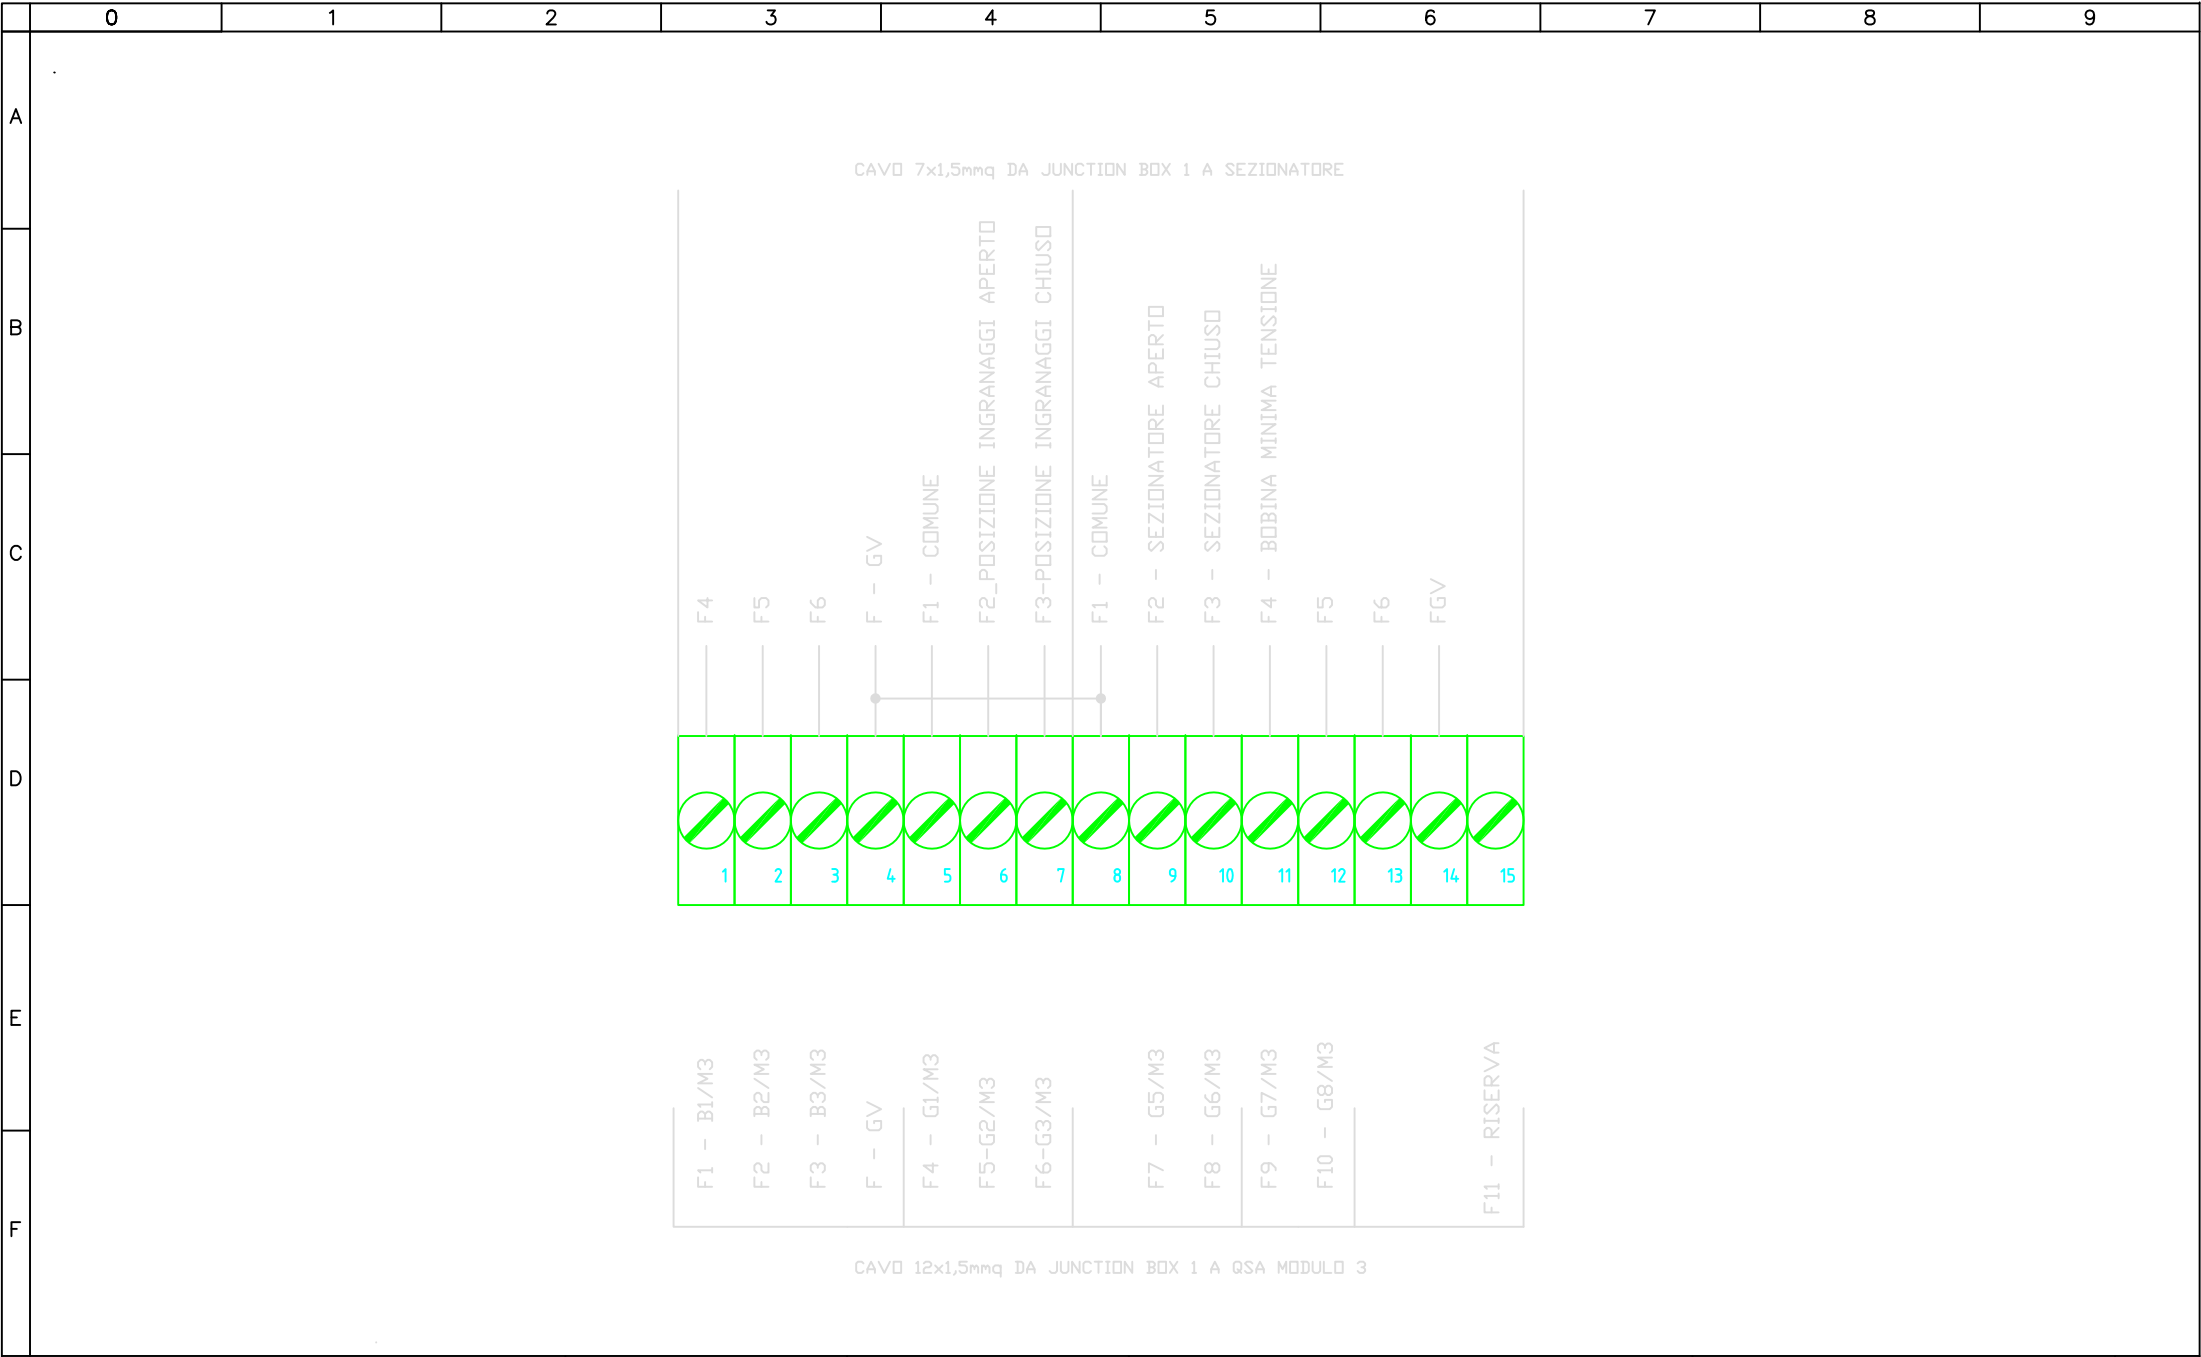 0 1 2 3 4 5 6 7 8 9
A
B
C
D
E
F
CAVO 7x1,5mmq DA JUNCTION BOX 1 A SEZIONATORE
F4
F5
F6
F - GV
F1 - COMUNE
F2_POSIZIONE INGRANAGGI APERTO
F3-POSIZIONE INGRANAGGI CHIUSO
F1 - COMUNE
F2 - SEZIONATORE APERTO
F3 - SEZIONATORE CHIUSO
F4 - BOBINA MINIMA TENSIONE
F5
F6
FGV
1 2 3 4 5 6 7 8 9 10 11 12 13 14 15
F1 - B1/M3
F2 - B2/M3
F3 - B3/M3
F - GV
F4 - G1/M3
F5-G2/M3
F6-G3/M3
F7 - G5/M3
F8 - G6/M3
F9 - G7/M3
F10 - G8/M3
F11 - RISERVA
CAVO 12x1,5mmq DA JUNCTION BOX 1 A QSA MODULO 3